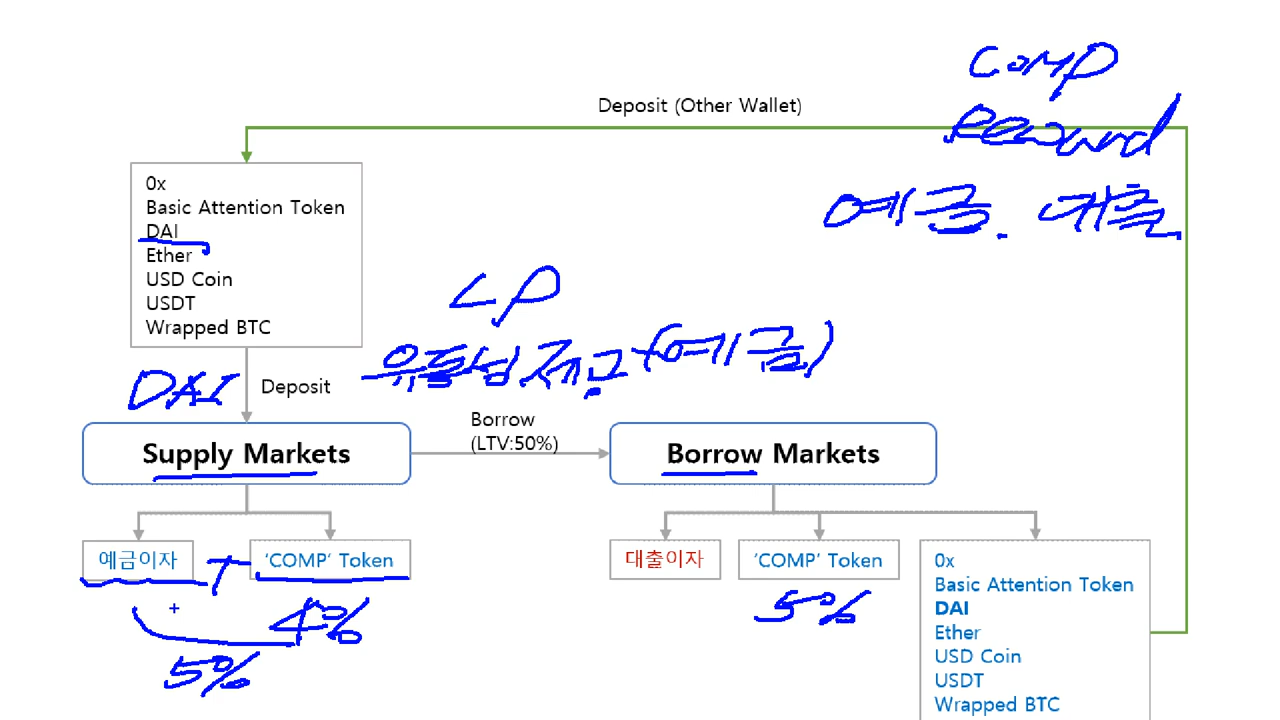 COMP
Deposit (Other Wallet)
Reward
예금. 대출
0x
Basic Attention Token
DAI
Ether
USD Coin
USDT
Wrapped BTC
LP
유동성 제공 (예금)
DAI
Deposit
Borrow
(LTV:50%)
Supply Markets
Borrow Markets
예금이자
+
'COMP' Token
대출이자
'COMP' Token
0x
Basic Attention Token
DAI
Ether
USD Coin
USDT
Wrapped BTC
4%
5%
5%